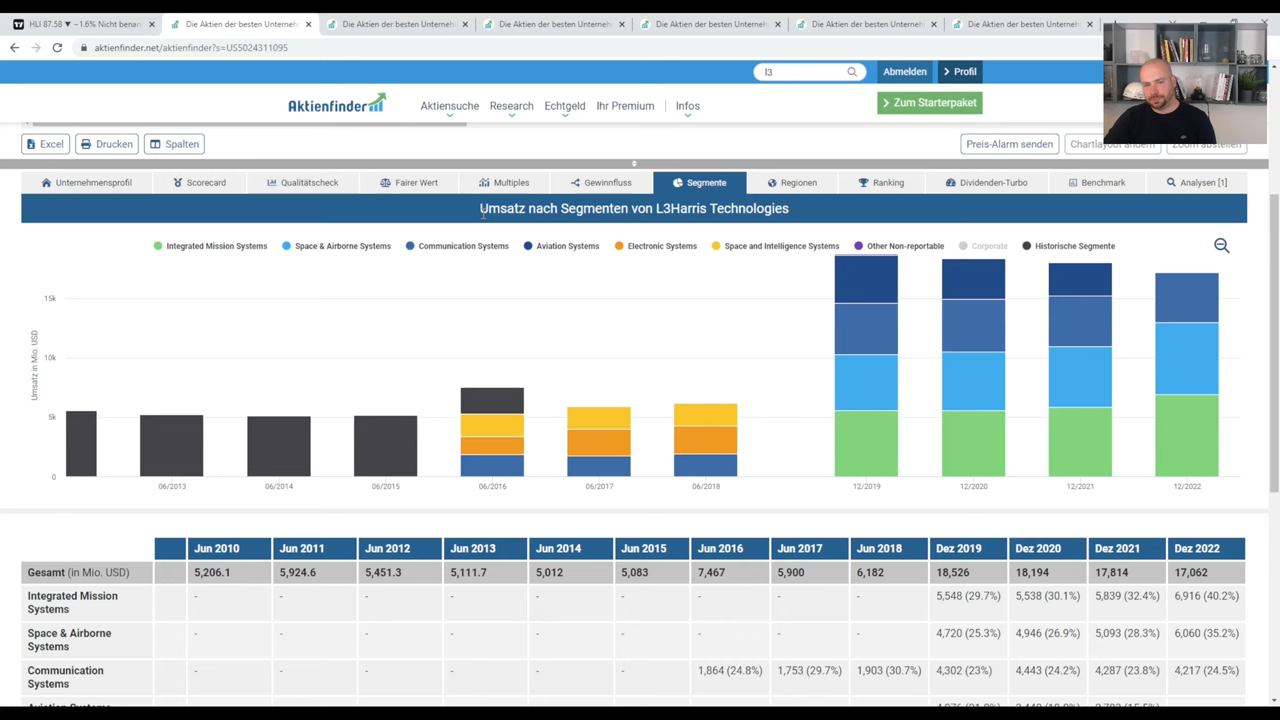 HLI 87.58 ▼ −1.6% Nicht benan
Die Aktien der besten Unternehm
Die Aktien der besten Unternehm
Die Aktien der besten Unternehm
Die Aktien der besten Unternehm
Die Aktien der besten Unternehm
Die Aktien der besten Unternehm
aktienfinder.net/aktienfinder?s=US5024311095
l3
Abmelden
Profil
Aktienfinder
Aktiensuche
Research
Echtgeld
Ihr Premium
Infos
Zum Starterpaket
Excel
Drucken
Spalten
Preis-Alarm senden
Chartlayout ändern
Zoom abstellen
Unternehmensprofil
Scorecard
Qualitätscheck
Fairer Wert
Multiples
Gewinnfluss
Segmente
Regionen
Ranking
Dividenden-Turbo
Benchmark
Analysen [1]
Umsatz nach Segmenten von L3Harris Technologies
Integrated Mission Systems
Space & Airborne Systems
Communication Systems
Aviation Systems
Electronic Systems
Space and Intelligence Systems
Other Non-reportable
Corporate
Historische Segmente
Umsatz in Mio. USD
15k
10k
5k
0
06/2013 06/2014 06/2015 06/2016 06/2017 06/2018 12/2019 12/2020 12/2021 12/2022
Jun 2010 Jun 2011 Jun 2012 Jun 2013 Jun 2014 Jun 2015 Jun 2016 Jun 2017 Jun 2018 Dez 2019 Dez 2020 Dez 2021 Dez 2022
Gesamt (in Mio. USD) 5,206.1 5,924.6 5,451.3 5,111.7 5,012 5,083 7,467 5,900 6,182 18,526 18,194 17,814 17,062
Integrated Mission
Systems
- - - - - - - - - 5,548 (29.7%) 5,538 (30.1%) 5,839 (32.4%) 6,916 (40.2%)
Space & Airborne
Systems
- - - - - - - - - 4,720 (25.3%) 4,946 (26.9%) 5,093 (28.3%) 6,060 (35.2%)
Communication
Systems
- - - - - - 1,864 (24.8%) 1,753 (29.7%) 1,903 (30.7%) 4,302 (23%) 4,443 (24.2%) 4,287 (23.8%) 4,217 (24.5%)